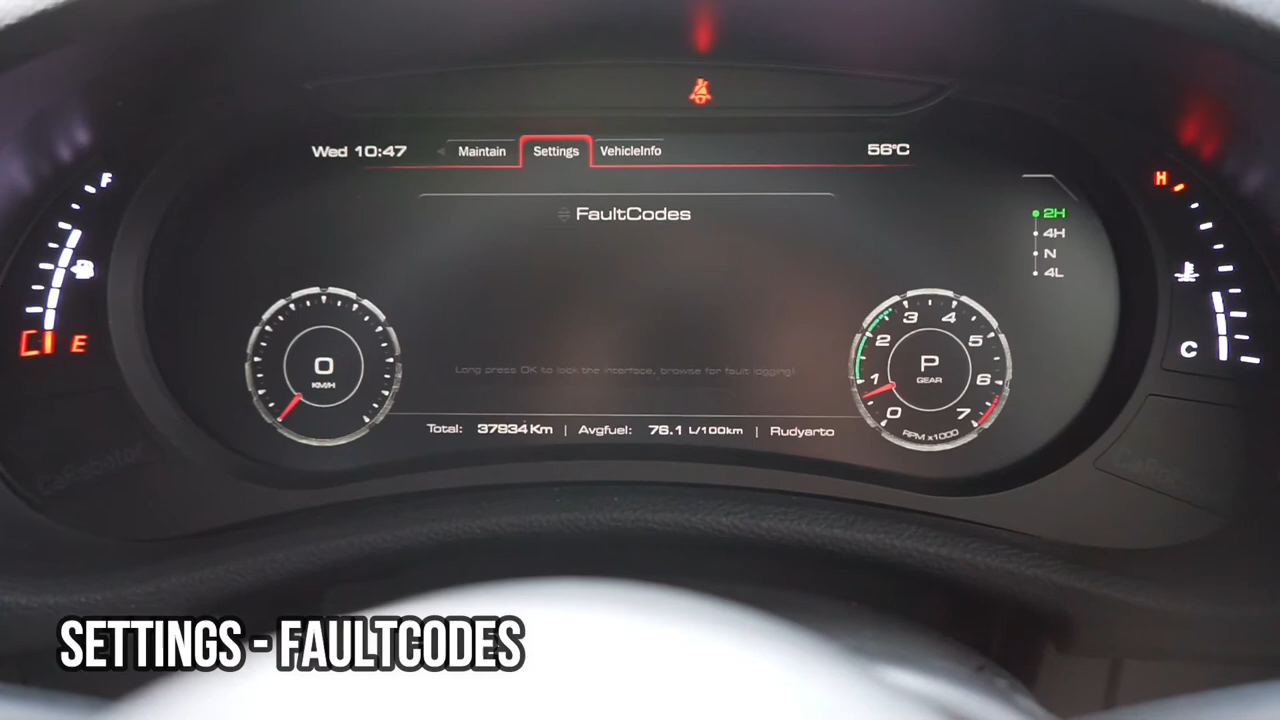 Wed 10:47
Maintain
Settings
VehicleInfo
56°C
F
H
FaultCodes
2H
4H
N
4L
E
C
0
KM/H
0
1
2
3
4
5
6
7
P
GEAR
RPM x1000
Long press OK to lock the interface, browse for fault logging!
Total: 37834 Km | Avgfuel: 76.1 L/100km | Rudyarto
SETTINGS - FAULTCODES